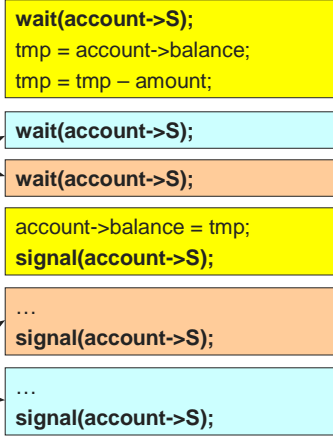 wait(account->S);
tmp = account->balance;
tmp = tmp – amount;
wait(account->S);
wait(account->S);
account->balance = tmp;
signal(account->S);
…
signal(account->S);
…
signal(account->S);